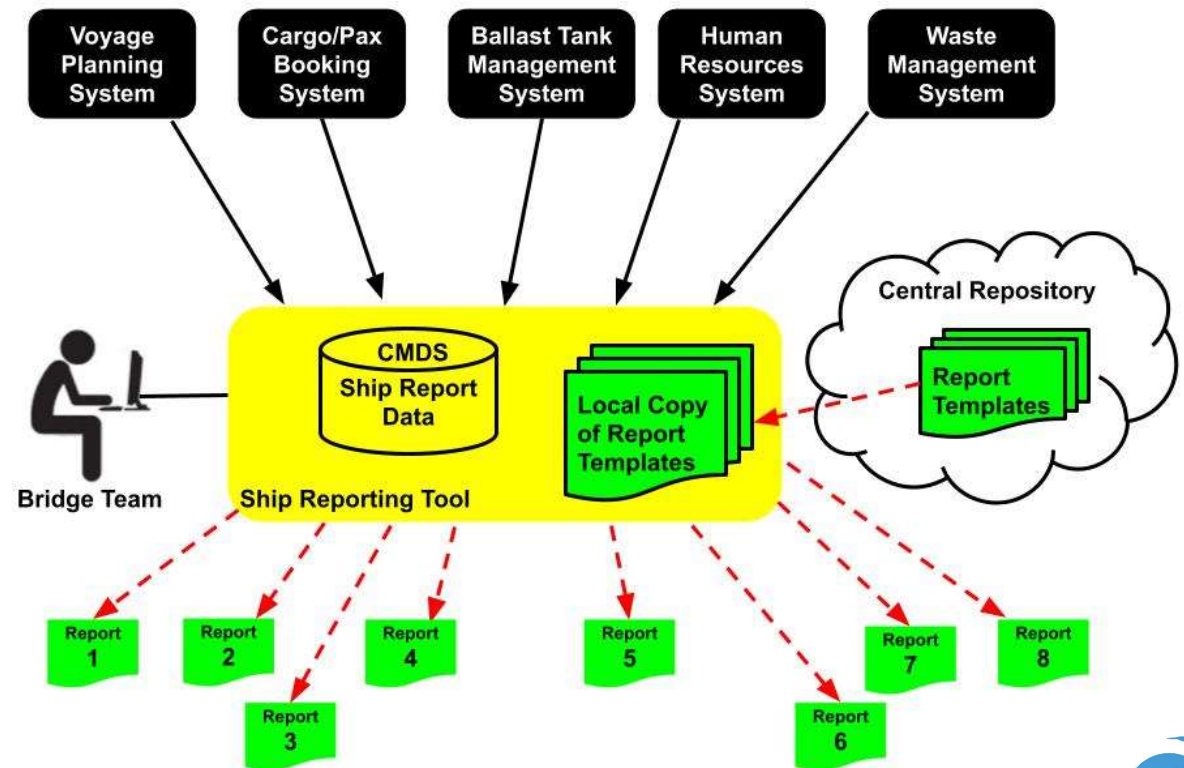 Voyage
Planning
System
Cargo/Pax
Booking
System
Ballast Tank
Management
System
Human
Resources
System
Waste
Management
System
Central Repository
Report
Templates
CMDS
Ship Report
Data
Local Copy
of Report
Templates
Bridge Team
Ship Reporting Tool
Report
1
Report
2
Report
3
Report
4
Report
5
Report
6
Report
7
Report
8